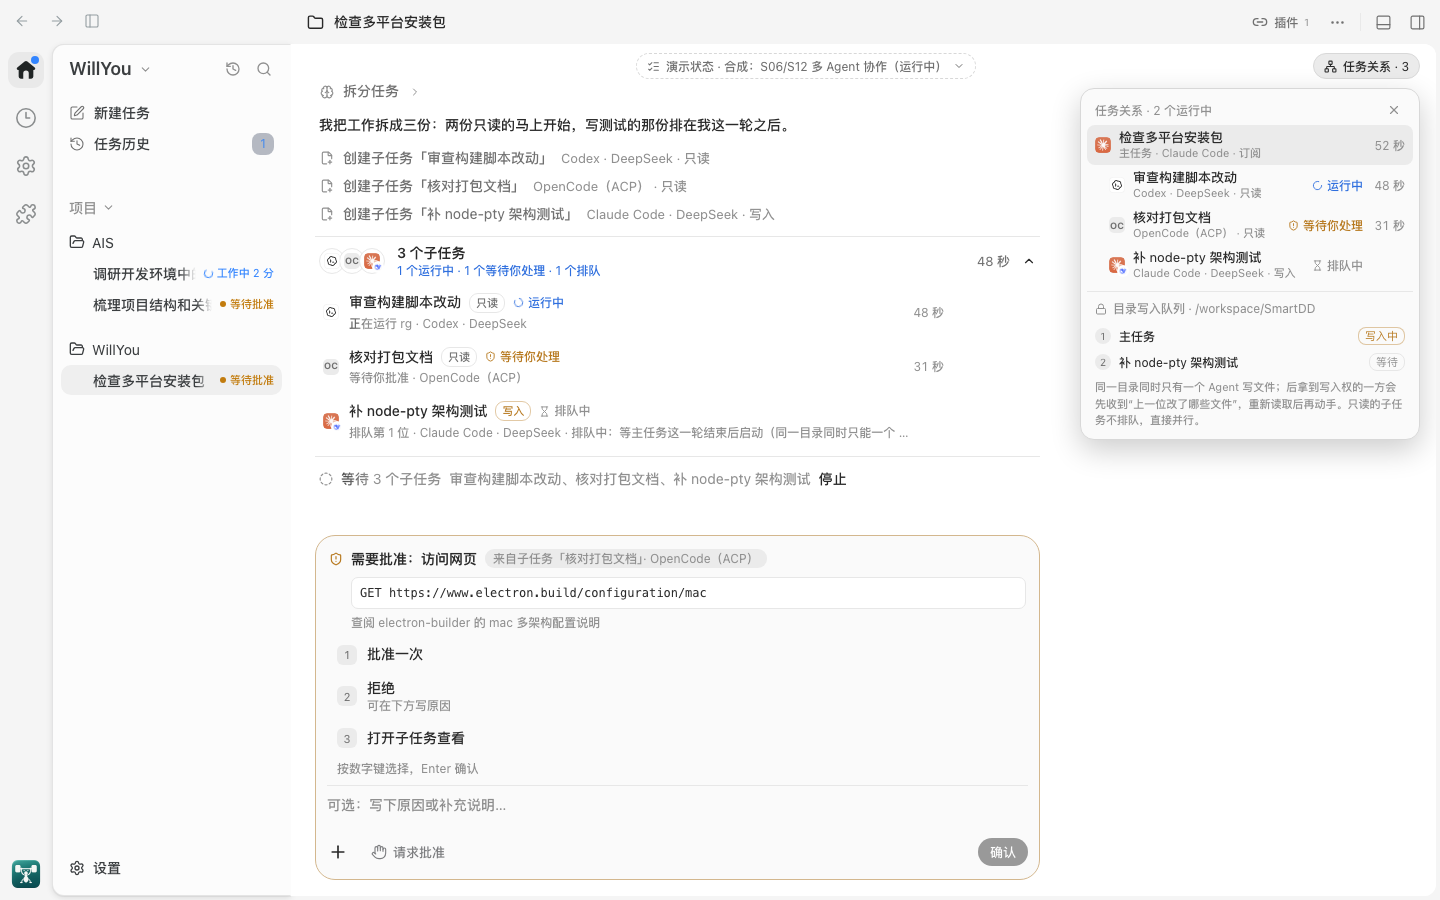 检查多平台安装包
插件 1
WillYou
新建任务
任务历史 1
项目
AIS
调研开发环境中 工作中 2 分
梳理项目结构和关 等待批准
WillYou
检查多平台安装包 等待批准
设置
演示状态 · 合成：S06/S12 多 Agent 协作（运行中）
拆分任务
我把工作拆成三份：两份只读的马上开始，写测试的那份排在我这一轮之后。
创建子任务「审查构建脚本改动」 Codex · DeepSeek · 只读
创建子任务「核对打包文档」 OpenCode（ACP） · 只读
创建子任务「补 node-pty 架构测试」 Claude Code · DeepSeek · 写入
3 个子任务
1 个运行中 · 1 个等待你处理 · 1 个排队
48 秒
审查构建脚本改动 只读 运行中
正在运行 rg · Codex · DeepSeek
48 秒
OC 核对打包文档 只读 等待你处理
等待你批准 · OpenCode（ACP）
31 秒
补 node-pty 架构测试 写入 排队中
排队第 1 位 · Claude Code · DeepSeek · 排队中：等主任务这一轮结束后启动（同一目录同时只能一个 ...
等待 3 个子任务 审查构建脚本改动、核对打包文档、补 node-pty 架构测试 停止
需要批准：访问网页 来自子任务「核对打包文档」· OpenCode（ACP）
GET https://www.electron.build/configuration/mac
查阅 electron-builder 的 mac 多架构配置说明
1 批准一次
2 拒绝
可在下方写原因
3 打开子任务查看
按数字键选择，Enter 确认
可选：写下原因或补充说明...
请求批准
确认
任务关系 · 3
任务关系 · 2 个运行中
检查多平台安装包
主任务 · Claude Code · 订阅
52 秒
审查构建脚本改动
Codex · DeepSeek · 只读
运行中 48 秒
OC 核对打包文档
OpenCode（ACP） · 只读
等待你处理 31 秒
补 node-pty 架构测试
Claude Code · DeepSeek · 写入
排队中
目录写入队列 · /workspace/SmartDD
1 主任务 写入中
2 补 node-pty 架构测试 等待
同一目录同时只有一个 Agent 写文件；后拿到写入权的一方会
先收到“上一位改了哪些文件”，重新读取后再动手。只读的子任
务不排队，直接并行。